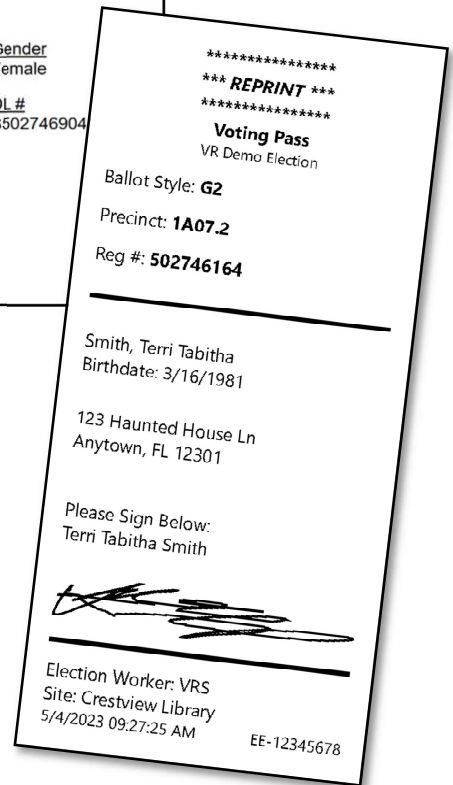 Gender
Female
DL #
502746904
****************
*** REPRINT ***
****************
Voting Pass
VR Demo Election
Ballot Style: G2
Precinct: 1A07.2
Reg #: 502746164
Smith, Terri Tabitha
Birthdate: 3/16/1981
123 Haunted House Ln
Anytown, FL 12301
Please Sign Below:
Terri Tabitha Smith
Election Worker: VRS
Site: Crestview Library
5/4/2023 09:27:25 AM
EE-12345678